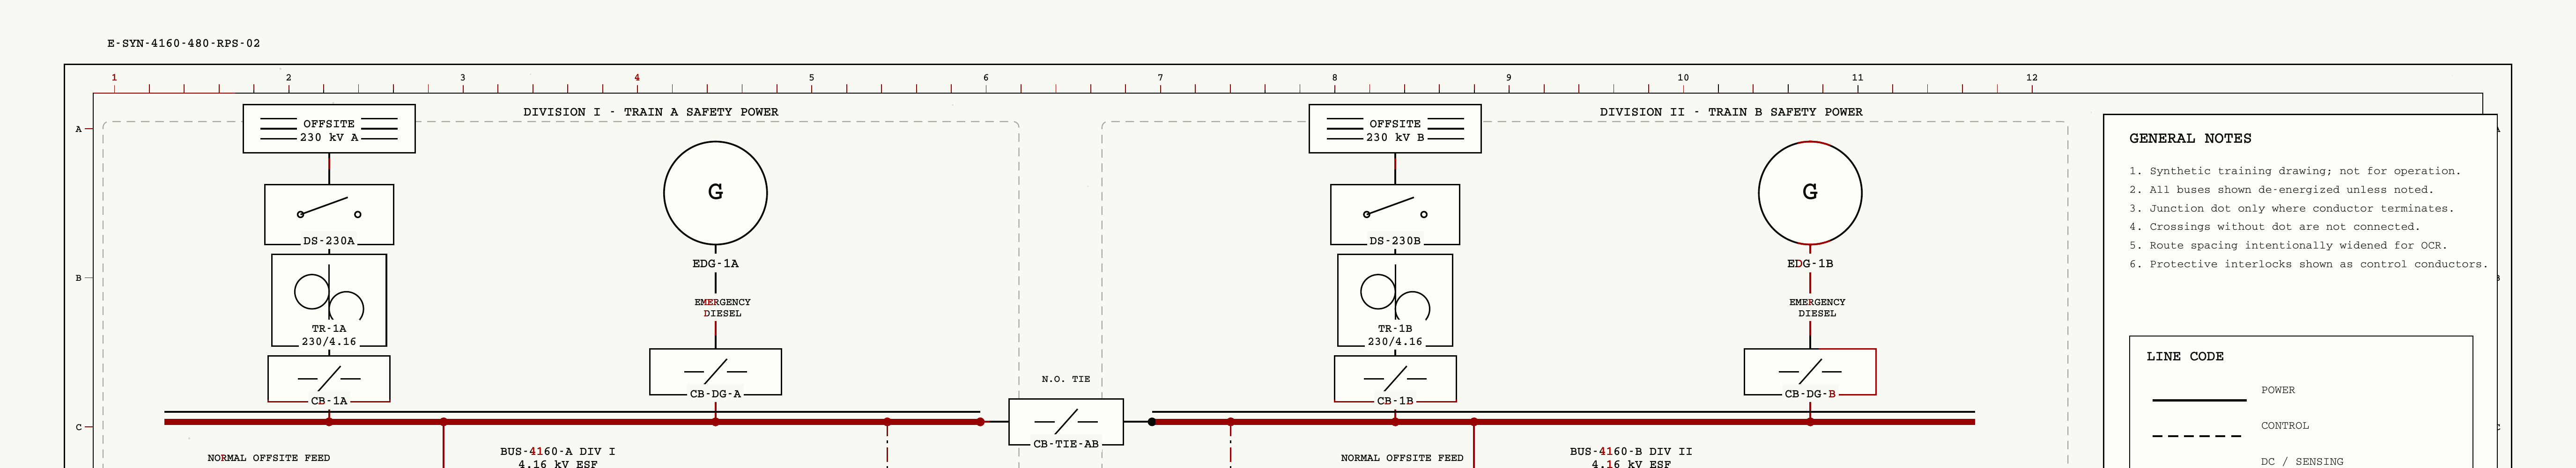 E-SYN-4160-480-RPS-02
1 2 3 4 5 6 7 8 9 10 11 12
DIVISION I - TRAIN A SAFETY POWER
DIVISION II - TRAIN B SAFETY POWER
A
B
C
OFFSITE
230 kV A
DS-230A
TR-1A
230/4.16
CB-1A
G
EDG-1A
EMERGENCY
DIESEL
CB-DG-A
N.O. TIE
CB-TIE-AB
NORMAL OFFSITE FEED
BUS-4160-A DIV I
4.16 kV ESF
OFFSITE
230 kV B
DS-230B
TR-1B
230/4.16
CB-1B
G
EDG-1B
EMERGENCY
DIESEL
CB-DG-B
NORMAL OFFSITE FEED
BUS-4160-B DIV II
4.16 kV ESF
GENERAL NOTES
1. Synthetic training drawing; not for operation.
2. All buses shown de-energized unless noted.
3. Junction dot only where conductor terminates.
4. Crossings without dot are not connected.
5. Route spacing intentionally widened for OCR.
6. Protective interlocks shown as control conductors.
LINE CODE
POWER
CONTROL
DC / SENSING